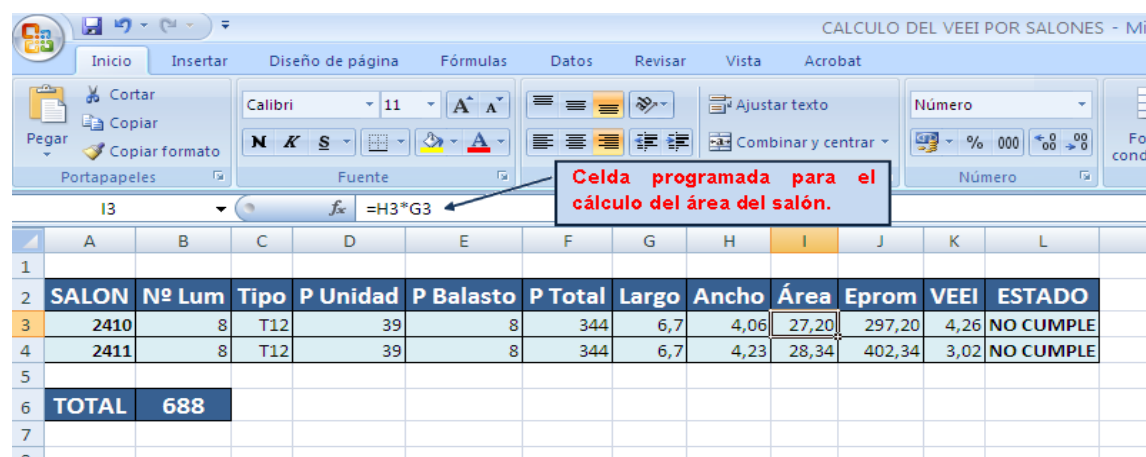 CALCULO DEL VEEI POR SALONES - Mi
Inicio Insertar Diseño de página Fórmulas Datos Revisar Vista Acrobat
Pegar
Cortar
Copiar
Copiar formato
Portapapeles
Calibri 11
N K S
Fuente
Ajustar texto
Combinar y centrar
Número
% 000
Número
Fo
cond
Celda programada para el
cálculo del área del salón.
I3 fx =H3*G3
A B C D E F G H I J K L
1
2 SALON Nº Lum Tipo P Unidad P Balasto P Total Largo Ancho Área Eprom VEEI ESTADO
3 2410 8 T12 39 8 344 6,7 4,06 27,20 297,20 4,26 NO CUMPLE
4 2411 8 T12 39 8 344 6,7 4,23 28,34 402,34 3,02 NO CUMPLE
5
6 TOTAL 688
7